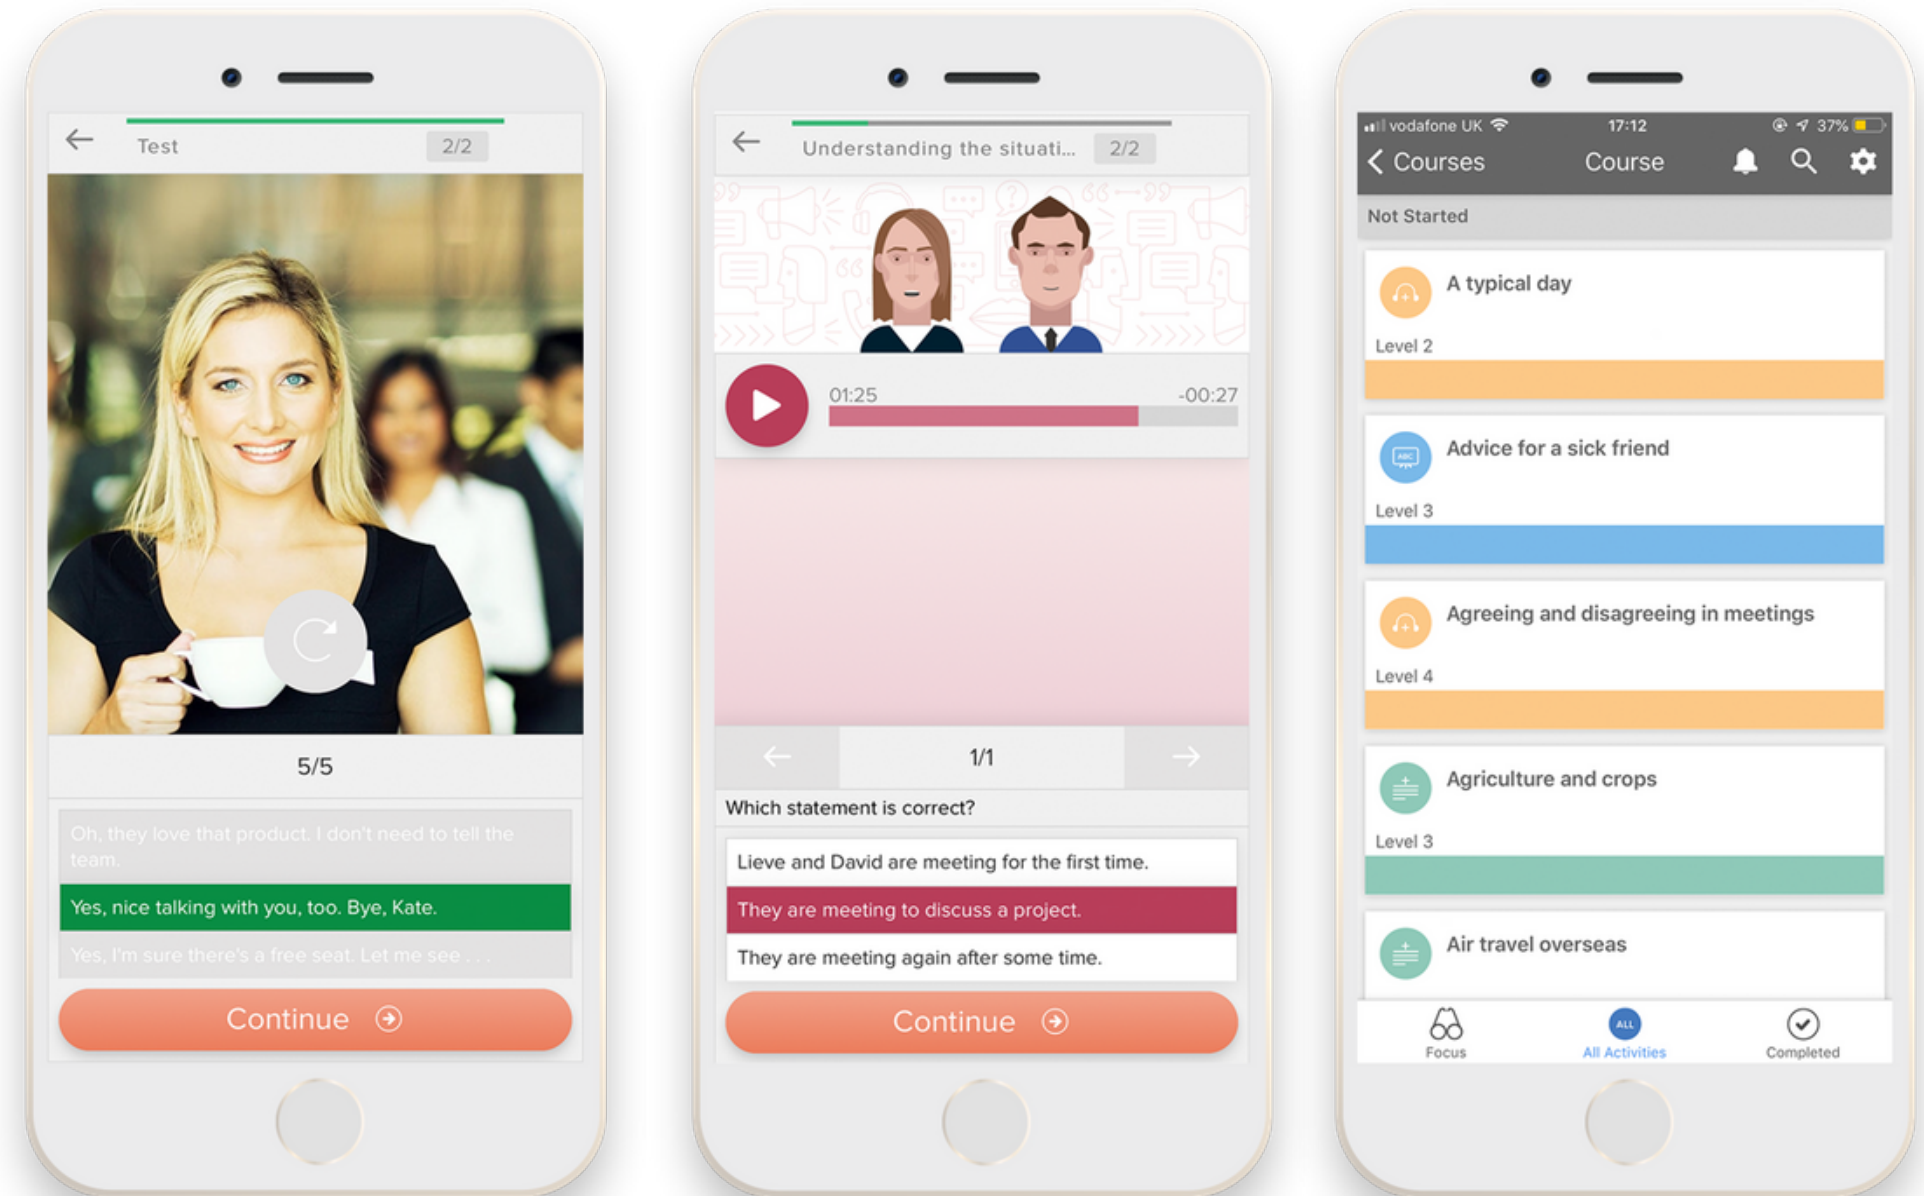 Test
2/2
5/5
Oh, they love that product. I don't need to tell the
team.
Yes, nice talking with you, too. Bye, Kate.
Yes, I'm sure there's a free seat. Let me see . . .
Continue
Understanding the situati...
2/2
01:25
-00:27
1/1
Which statement is correct?
Lieve and David are meeting for the first time.
They are meeting to discuss a project.
They are meeting again after some time.
Continue
vodafone UK
17:12
37%
Courses
Course
Not Started
A typical day
Level 2
ABC
Advice for a sick friend
Level 3
Agreeing and disagreeing in meetings
Level 4
Agriculture and crops
Level 3
Air travel overseas
Focus
ALL
All Activities
Completed